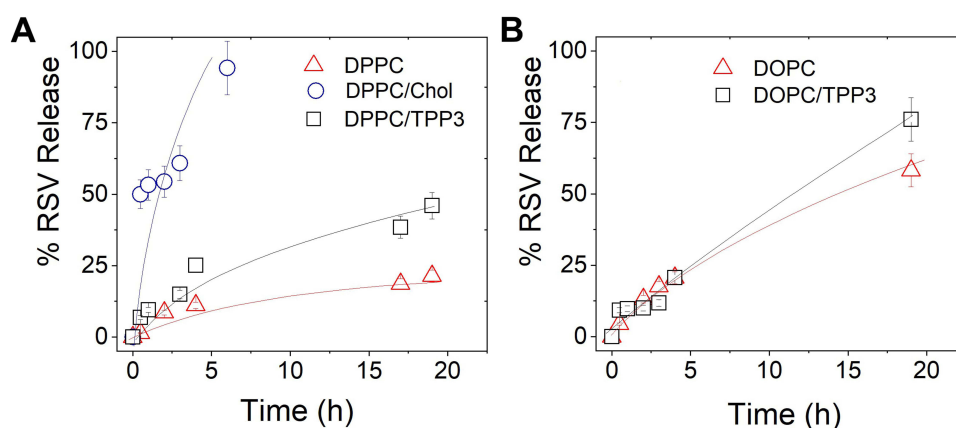 A
% RSV Release
100
75
50
25
0
DPPC
DPPC/Chol
DPPC/TPP3
0 5 10 15 20
Time (h)
B
% RSV Release
100
75
50
25
0
DOPC
DOPC/TPP3
0 5 10 15 20
Time (h)